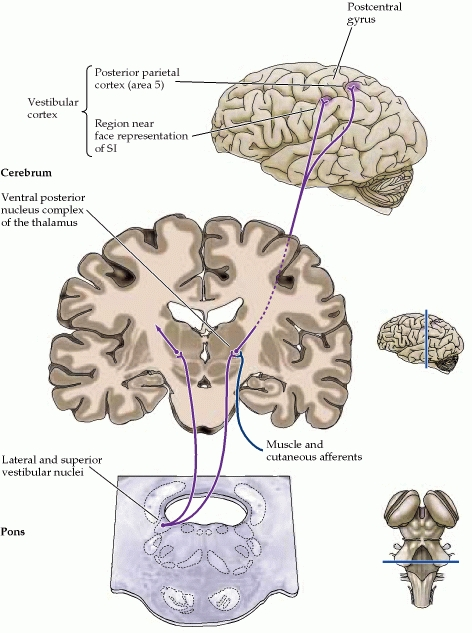 Postcentral
gyrus
Posterior parietal
cortex (area 5)
Vestibular
cortex
Region near
face representation
of SI
Cerebrum
Ventral posterior
nucleus complex
of the thalamus
Muscle and
cutaneous afferents
Lateral and superior
vestibular nuclei
Pons